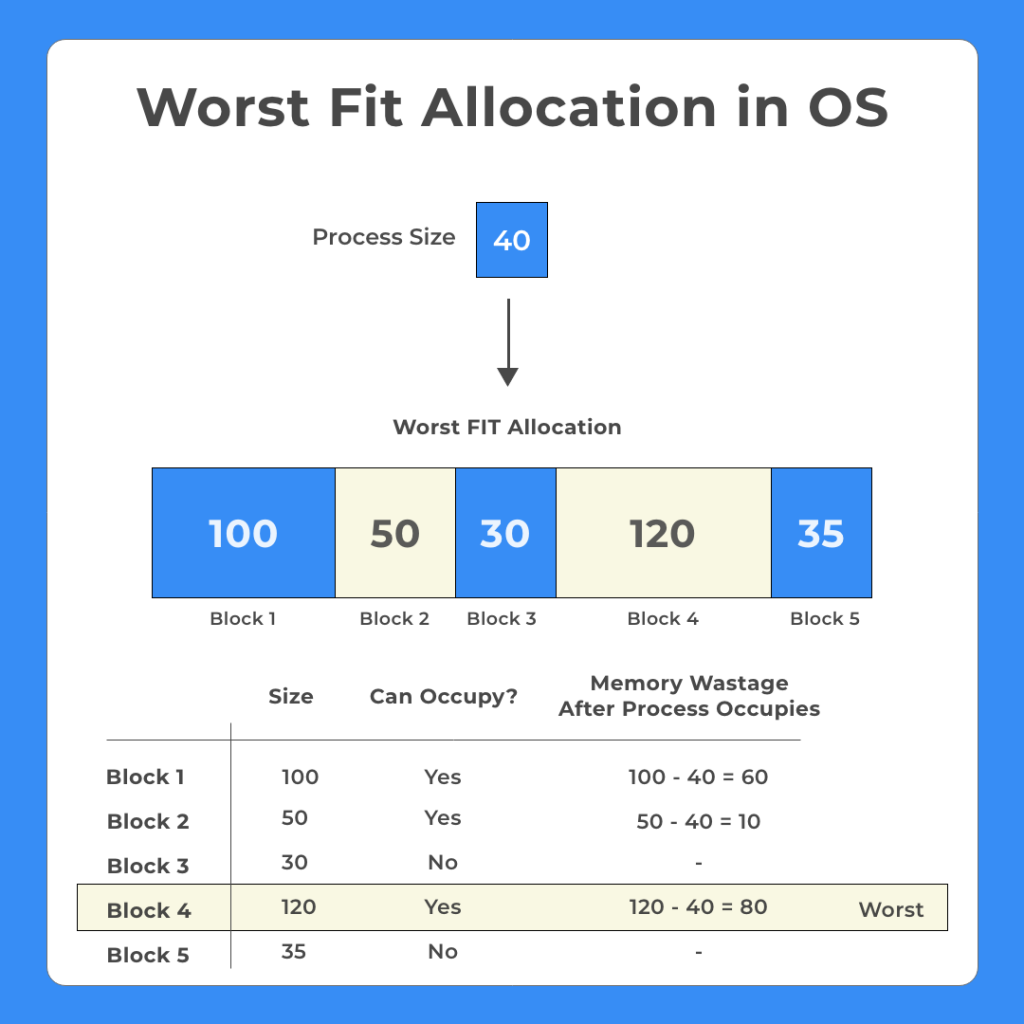 Worst Fit Allocation in OS
Process Size 40
Worst FIT Allocation
100 50 30 120 35
Block 1 Block 2 Block 3 Block 4 Block 5
Size Can Occupy? Memory Wastage
After Process Occupies
Block 1 100 Yes 100 - 40 = 60
Block 2 50 Yes 50 - 40 = 10
Block 3 30 No -
Block 4 120 Yes 120 - 40 = 80 Worst
Block 5 35 No -